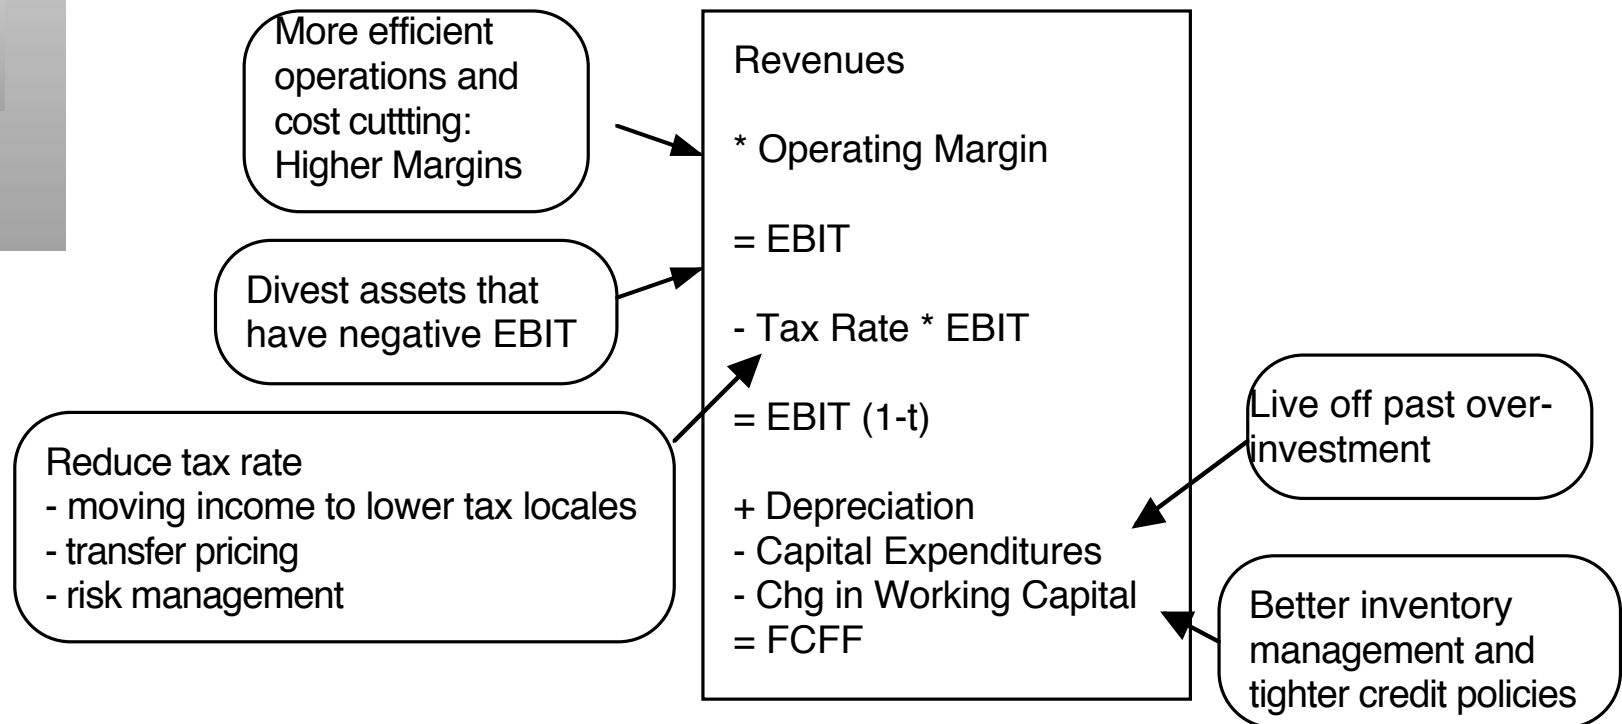 More efficient
operations and
cost cuttting:
Higher Margins
Divest assets that
have negative EBIT
Reduce tax rate
- moving income to lower tax locales
- transfer pricing
- risk management
Revenues
* Operating Margin
= EBIT
- Tax Rate * EBIT
= EBIT (1-t)
+ Depreciation
- Capital Expenditures
- Chg in Working Capital
= FCFF
Live off past over-
investment
Better inventory
management and
tighter credit policies